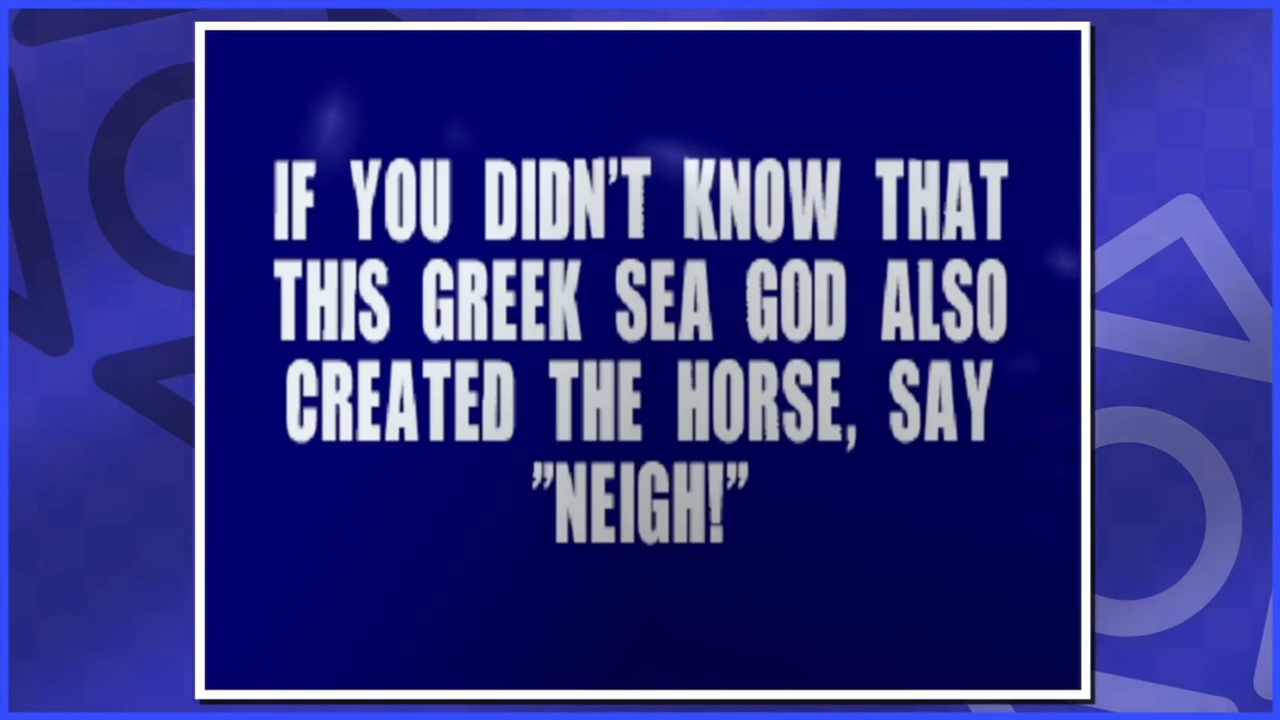 IF YOU DIDN'T KNOW THAT
THIS GREEK SEA GOD ALSO
CREATED THE HORSE, SAY
”NEIGH!”